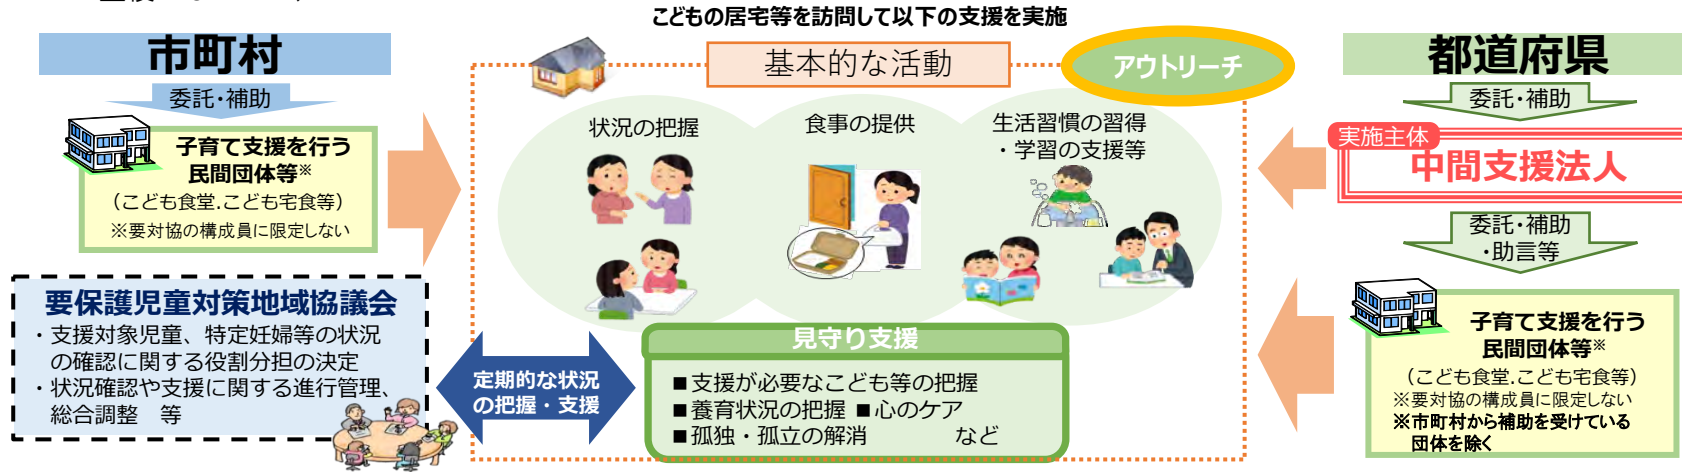 こどもの居宅等を訪問して以下の支援を実施
市町村
委託・補助
子育て支援を行う
民間団体等※
（こども食堂.こども宅食等）
※要対協の構成員に限定しない
要保護児童対策地域協議会
・支援対象児童、特定妊婦等の状況
の確認に関する役割分担の決定
・状況確認や支援に関する進行管理、
総合調整　等
定期的な状況
の把握・支援
基本的な活動
アウトリーチ
状況の把握
食事の提供
生活習慣の習得
・学習の支援等
見守り支援
■支援が必要なこども等の把握
■養育状況の把握 ■心のケア
■孤独・孤立の解消　　　　など
都道府県
委託・補助
実施主体
中間支援法人
委託・補助
・助言等
子育て支援を行う
民間団体等※
（こども食堂.こども宅食等）
※要対協の構成員に限定しない
※市町村から補助を受けている
団体を除く